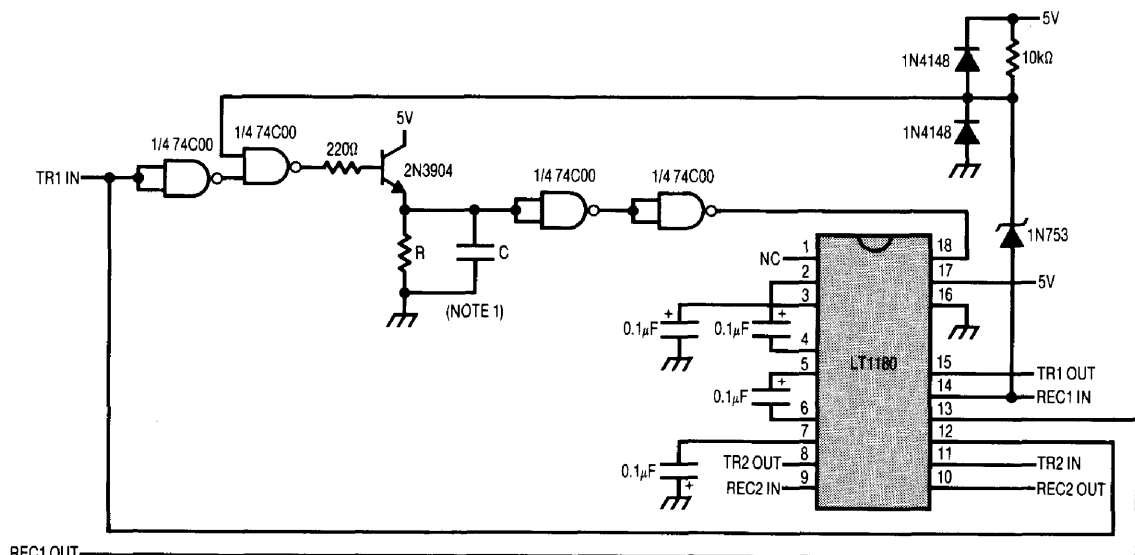 5V
1N4148
10kΩ
1/4 74C00
1/4 74C00
220Ω
5V
2N3904
1N4148
TR1 IN
1/4 74C00
1/4 74C00
R
C
(NOTE 1)
1N753
NC
1
2
3
4
5
6
7
8
9
18
17
16
15
14
13
12
11
10
LT1180
5V
0.1µF
+
0.1µF
+
0.1µF
+
0.1µF
+
TR1 OUT
REC1 IN
TR2 OUT
REC2 IN
TR2 IN
REC2 OUT
REC1 OUT